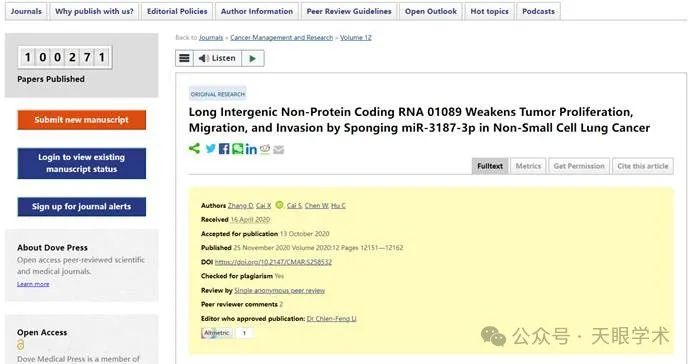 Journals Why publish with us? Editorial Policies Author Information Peer Review Guidelines Open Outlook Hot topics Podcasts
Back to Journals » Cancer Management and Research » Volume 12
100271
Papers Published
Submit new manuscript
Login to view existing
manuscript status
Sign up for journal alerts
About Dove Press
Open access peer-reviewed scientific
and medical journals.
Learn more
Open Access
Dove Medical Press is a member of
Listen
ORIGINAL RESEARCH
Long Intergenic Non-Protein Coding RNA 01089 Weakens Tumor Proliferation,
Migration, and Invasion by Sponging miR-3187-3p in Non-Small Cell Lung Cancer
Fulltext Metrics Get Permission Cite this article
Authors Zhang D, Cai X, Cai S, Chen W, Hu C
Received 16 April 2020
Accepted for publication 13 October 2020
Published 25 November 2020 Volume 2020:12 Pages 12151—12162
DOI https://doi.org/10.2147/CMAR.S258532
Checked for plagiarism Yes
Review by Single anonymous peer review
Peer reviewer comments 2
Editor who approved publication: Dr Chien-Feng Li
Altmetric 1
公众号 · 天眼学术